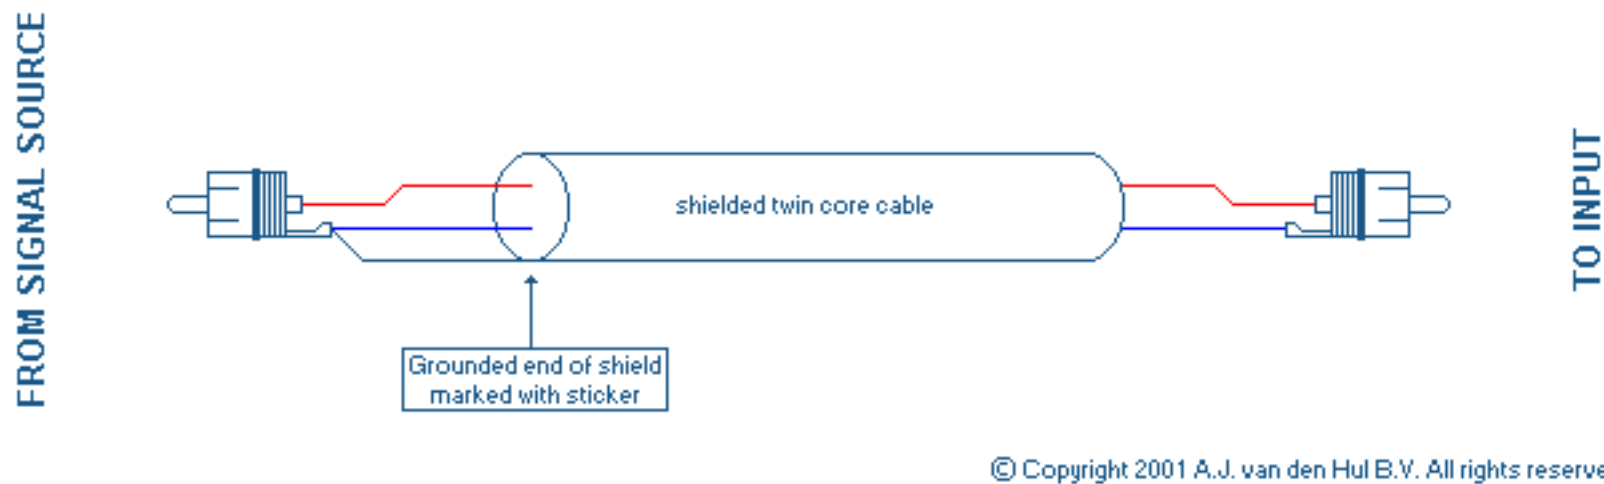 FROM SIGNAL SOURCE
shielded twin core cable
TO INPUT
Grounded end of shield
marked with sticker
© Copyright 2001 A.J. van den Hul B.V. All rights reserve